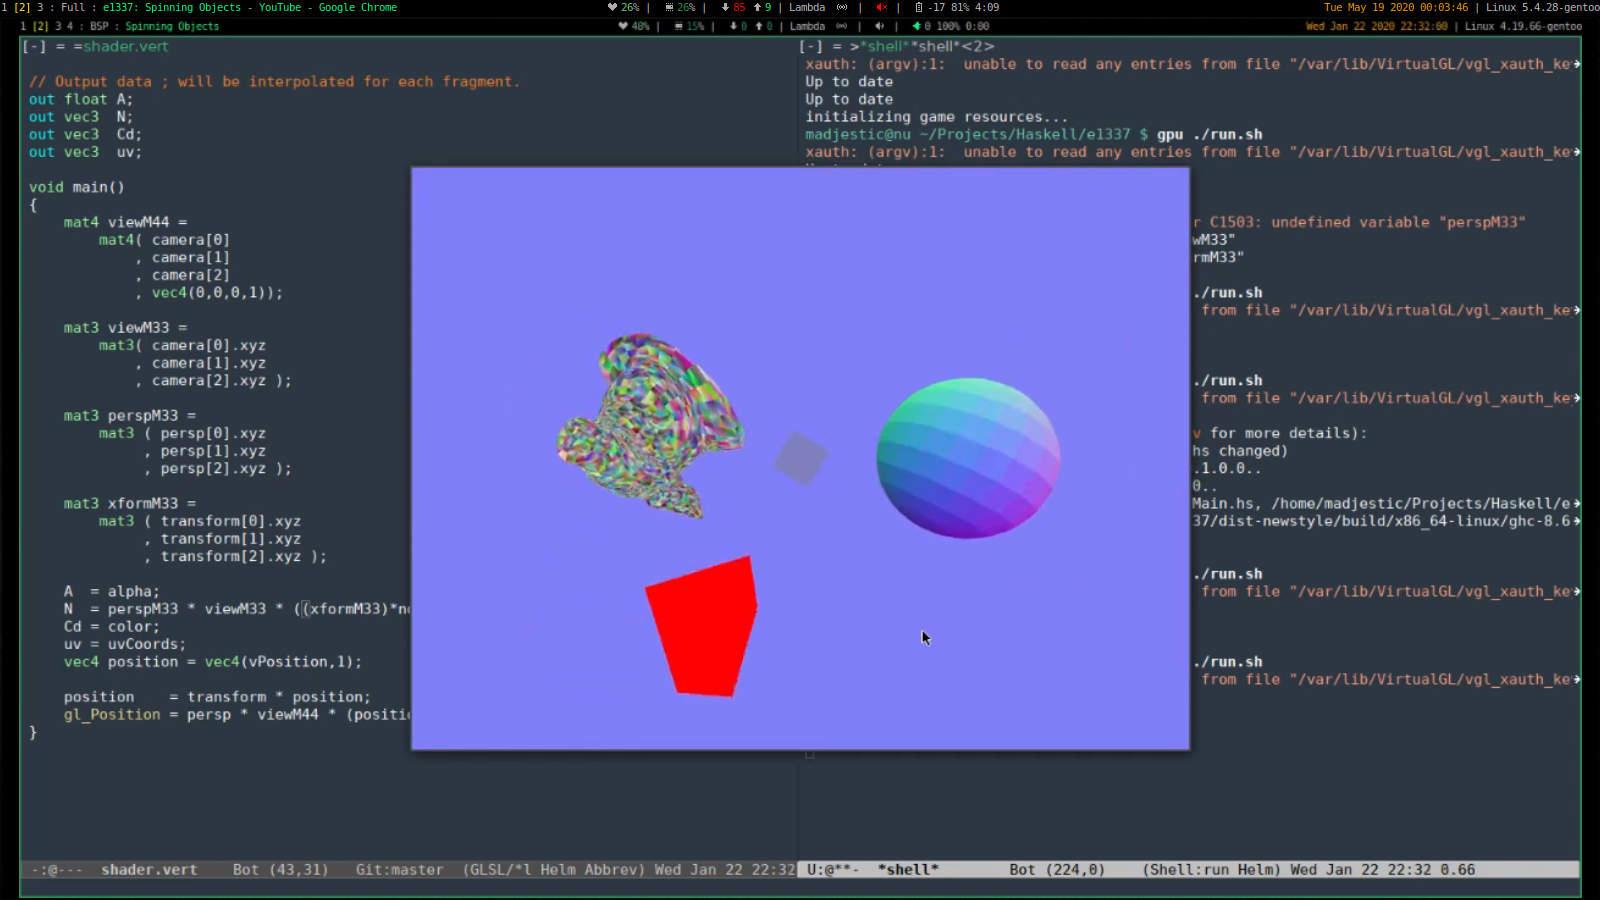 1 [2] 3 : Full : e1337: Spinning Objects - YouTube - Google Chrome 26% | 26% | 85 9 | Lambda | | -17 81% 4:09 Tue May 19 2020 00:03:46 | Linux 5.4.28-gentoo
1 [2] 3 4 : BSP : Spinning Objects 48% | 15% | 0 0 | Lambda | | 0 100% 0:00 Wed Jan 22 2020 22:32:00 | Linux 4.19.66-gentoo
[-] = =shader.vert
// Output data ; will be interpolated for each fragment.
out float A;
out vec3  N;
out vec3  Cd;
out vec3  uv;
void main()
{
    mat4 viewM44 =
        mat4( camera[0]
            , camera[1]
            , camera[2]
            , vec4(0,0,0,1));
    mat3 viewM33 =
        mat3( camera[0].xyz
            , camera[1].xyz
            , camera[2].xyz );
    mat3 perspM33 =
        mat3 ( persp[0].xyz
             , persp[1].xyz
             , persp[2].xyz );
    mat3 xformM33 =
        mat3 ( transform[0].xyz
             , transform[1].xyz
             , transform[2].xyz );
    A  = alpha;
    N  = perspM33 * viewM33 * ((xformM33)*no
    Cd = color;
    uv = uvCoords;
    vec4 position = vec4(vPosition,1);
    position    = transform * position;
    gl_Position = persp * viewM44 * (positi
}
-:@---  shader.vert    Bot (43,31)   Git:master  (GLSL/*l Helm Abbrev) Wed Jan 22 22:32
[-] = >*shell**shell*<2>
xauth: (argv):1:  unable to read any entries from file "/var/lib/VirtualGL/vgl_xauth_ke
Up to date
Up to date
initializing game resources...
madjestic@nu ~/Projects/Haskell/e1337 $ gpu ./run.sh
xauth: (argv):1:  unable to read any entries from file "/var/lib/VirtualGL/vgl_xauth_ke
r C1503: undefined variable "perspM33"
wM33"
rmM33"
./run.sh
from file "/var/lib/VirtualGL/vgl_xauth_ke
./run.sh
from file "/var/lib/VirtualGL/vgl_xauth_ke
v for more details):
hs changed)
.1.0.0..
0..
Main.hs, /home/madjestic/Projects/Haskell/e
37/dist-newstyle/build/x86_64-linux/ghc-8.6
./run.sh
from file "/var/lib/VirtualGL/vgl_xauth_ke
./run.sh
from file "/var/lib/VirtualGL/vgl_xauth_ke
U:@**-  *shell*        Bot (224,0)    (Shell:run Helm) Wed Jan 22 22:32 0.66